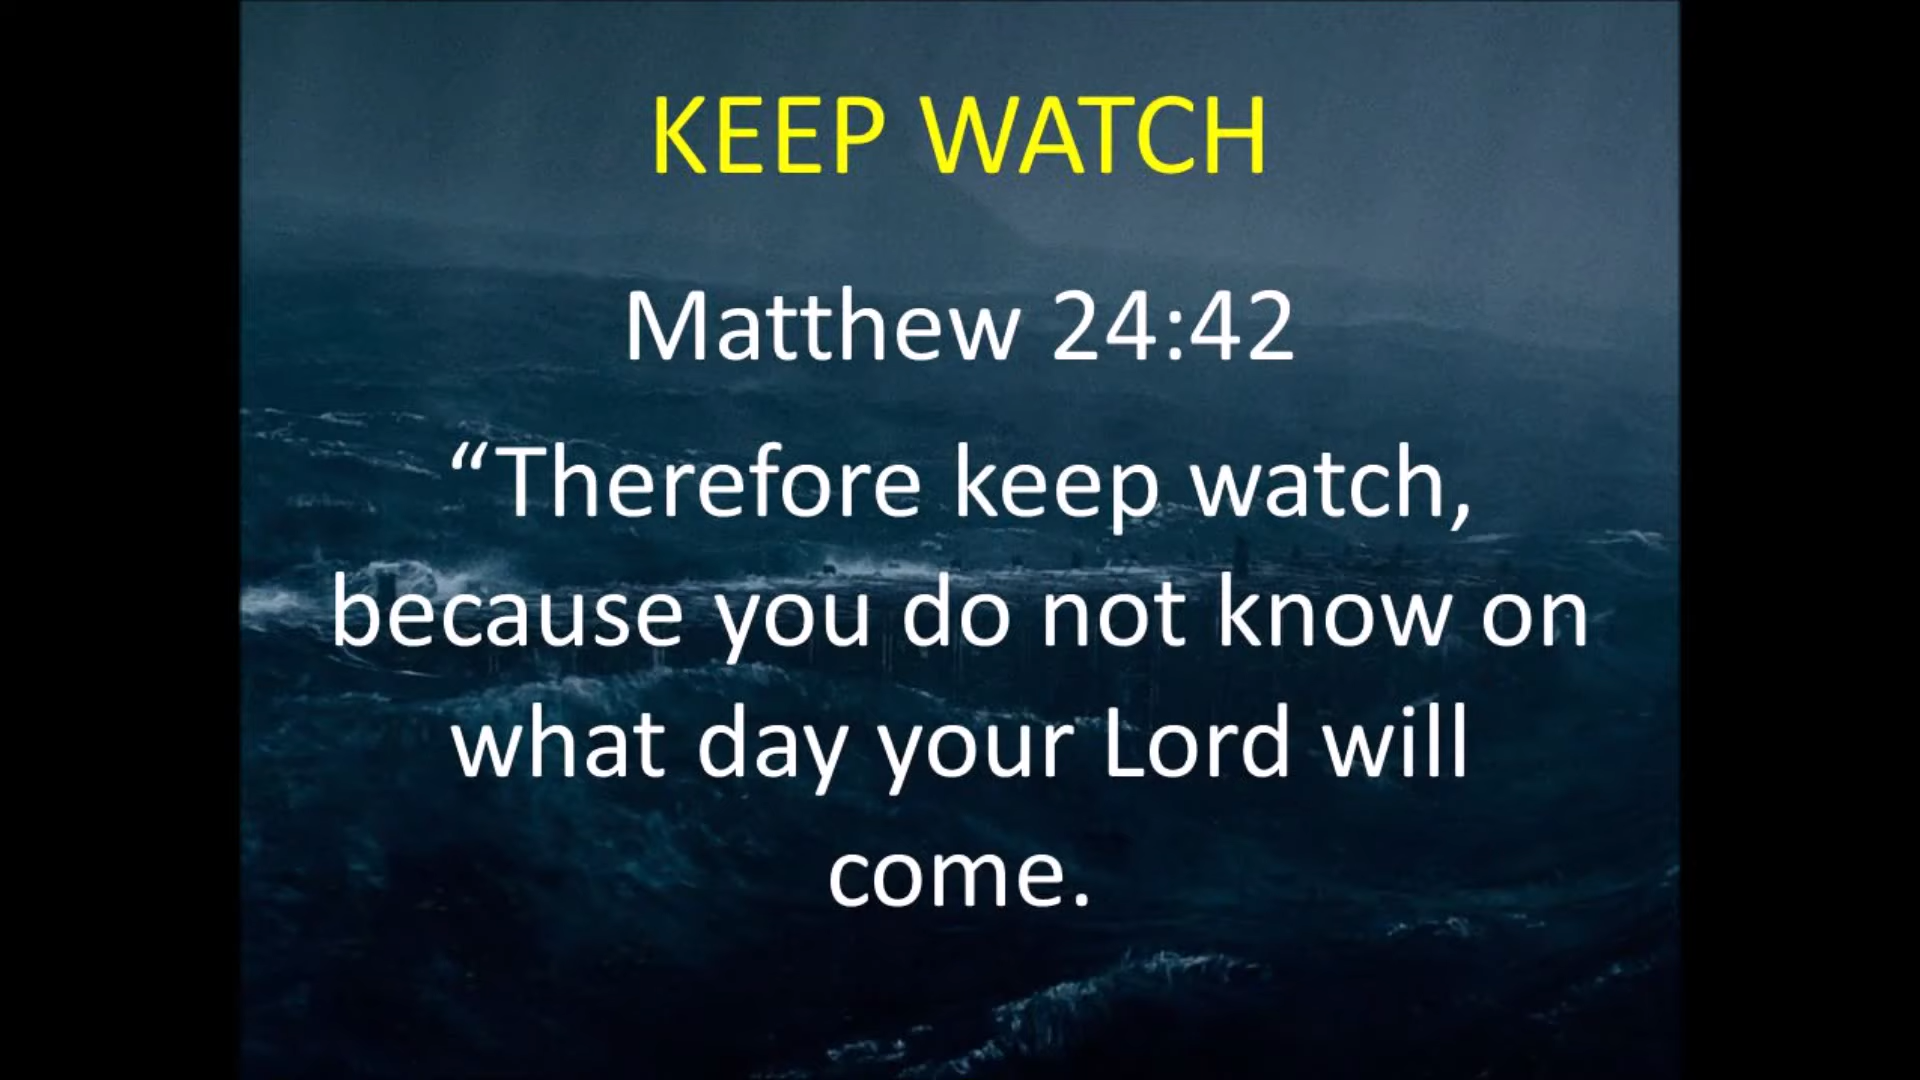 KEEP WATCH
Matthew 24:42
“Therefore keep watch,
because you do not know on
what day your Lord will
come.